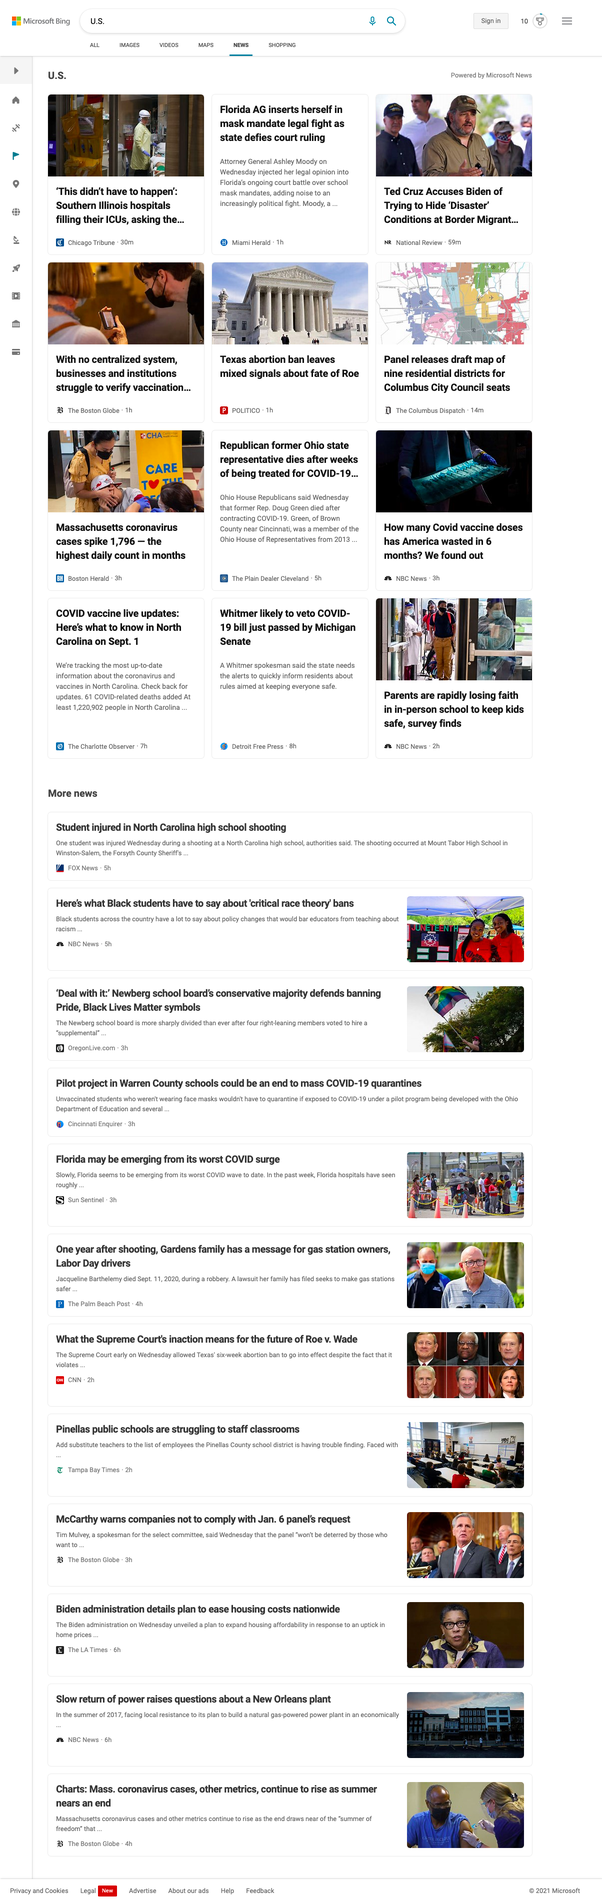 Microsoft Bing
U.S.
Sign in
10
ALL
IMAGES
VIDEOS
MAPS
NEWS
SHOPPING
U.S.
Powered by Microsoft News
'This didn't have to happen':
Southern Illinois hospitals
filling their ICUs, asking the...
Chicago Tribune · 30m
Florida AG inserts herself in
mask mandate legal fight as
state defies court ruling
Attorney General Ashley Moody on
Wednesday injected her legal opinion into
Florida's ongoing court battle over school
mask mandates, adding noise to an
increasingly political fight. Moody, a ...
Miami Herald · 1h
Ted Cruz Accuses Biden of
Trying to Hide 'Disaster'
Conditions at Border Migrant...
NR National Review · 59m
With no centralized system,
businesses and institutions
struggle to verify vaccination...
The Boston Globe · 1h
Texas abortion ban leaves
mixed signals about fate of Roe
POLITICO · 1h
Panel releases draft map of
nine residential districts for
Columbus City Council seats
The Columbus Dispatch · 14m
CHA
CARE
TO THE
Massachusetts coronavirus
cases spike 1,796 — the
highest daily count in months
Boston Herald · 3h
Republican former Ohio state
representative dies after weeks
of being treated for COVID-19...
Ohio House Republicans said Wednesday
that former Rep. Doug Green died after
contracting COVID-19. Green, of Brown
County near Cincinnati, was a member of the
Ohio House of Representatives from 2013 ...
The Plain Dealer Cleveland · 5h
How many Covid vaccine doses
has America wasted in 6
months? We found out
NBC News · 3h
COVID vaccine live updates:
Here's what to know in North
Carolina on Sept. 1
We're tracking the most up-to-date
information about the coronavirus and
vaccines in North Carolina. Check back for
updates. 61 COVID-related deaths added At
least 1,220,902 people in North Carolina ...
The Charlotte Observer · 7h
Whitmer likely to veto COVID-
19 bill just passed by Michigan
Senate
A Whitmer spokesman said the state needs
the alerts to quickly inform residents about
rules aimed at keeping everyone safe.
Detroit Free Press · 8h
Parents are rapidly losing faith
in in-person school to keep kids
safe, survey finds
NBC News · 2h
More news
Student injured in North Carolina high school shooting
One student was injured Wednesday during a shooting at a North Carolina high school, authorities said. The shooting occurred at Mount Tabor High School in
Winston-Salem, the Forsyth County Sheriff's ...
FOX News · 5h
Here's what Black students have to say about 'critical race theory' bans
Black students across the country have a lot to say about policy changes that would bar educators from teaching about
racism ...
NBC News · 5h
JUNETEENTH
'Deal with it:' Newberg school board's conservative majority defends banning
Pride, Black Lives Matter symbols
The Newberg school board is more sharply divided than ever after four right-leaning members voted to hire a
"supplemental" ...
OregonLive.com · 3h
Pilot project in Warren County schools could be an end to mass COVID-19 quarantines
Unvaccinated students who weren't wearing face masks wouldn't have to quarantine if exposed to COVID-19 under a pilot program being developed with the Ohio
Department of Education and several ...
Cincinnati Enquirer · 3h
Florida may be emerging from its worst COVID surge
Slowly, Florida seems to be emerging from its worst COVID wave to date. In the past week, Florida hospitals have seen
roughly ...
Sun Sentinel · 3h
One year after shooting, Gardens family has a message for gas station owners,
Labor Day drivers
Jacqueline Barthelemy died Sept. 11, 2020, during a robbery. A lawsuit her family has filed seeks to make gas stations
safer ...
The Palm Beach Post · 4h
What the Supreme Court's inaction means for the future of Roe v. Wade
The Supreme Court early on Wednesday allowed Texas' six-week abortion ban to go into effect despite the fact that it
violates ...
CNN · 2h
Pinellas public schools are struggling to staff classrooms
Add substitute teachers to the list of employees the Pinellas County school district is having trouble finding. Faced with
...
Tampa Bay Times · 2h
McCarthy warns companies not to comply with Jan. 6 panel's request
Tim Mulvey, a spokesman for the select committee, said Wednesday that the panel "won't be deterred by those who
want to ...
The Boston Globe · 3h
Biden administration details plan to ease housing costs nationwide
The Biden administration on Wednesday unveiled a plan to expand housing affordability in response to an uptick in
home prices ...
The LA Times · 6h
Slow return of power raises questions about a New Orleans plant
In the summer of 2017, facing local resistance to its plan to build a natural gas-powered power plant in an economically
...
NBC News · 6h
Charts: Mass. coronavirus cases, other metrics, continue to rise as summer
nears an end
Massachusetts coronavirus cases and other metrics continue to rise as the end draws near of the "summer of
freedom" that ...
The Boston Globe · 4h
Privacy and Cookies
Legal
New
Advertise
About our ads
Help
Feedback
© 2021 Microsoft